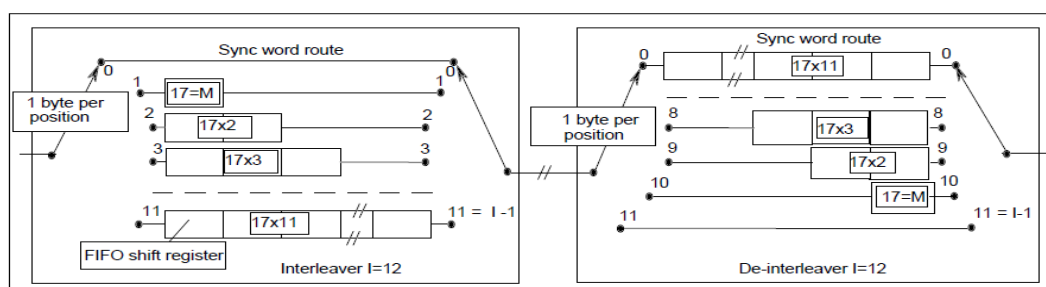 Sync word route
0
0
1
17=M
1
1 byte per
position
2
17x2
2
3
17x3
3
11
17x11
11 = I -1
FIFO shift register
Interleaver I=12
Sync word route
0
17x11
0
1 byte per
position
8
17x3
8
9
17x2
9
10
17=M
10
11
11 = I-1
De-interleaver I=12